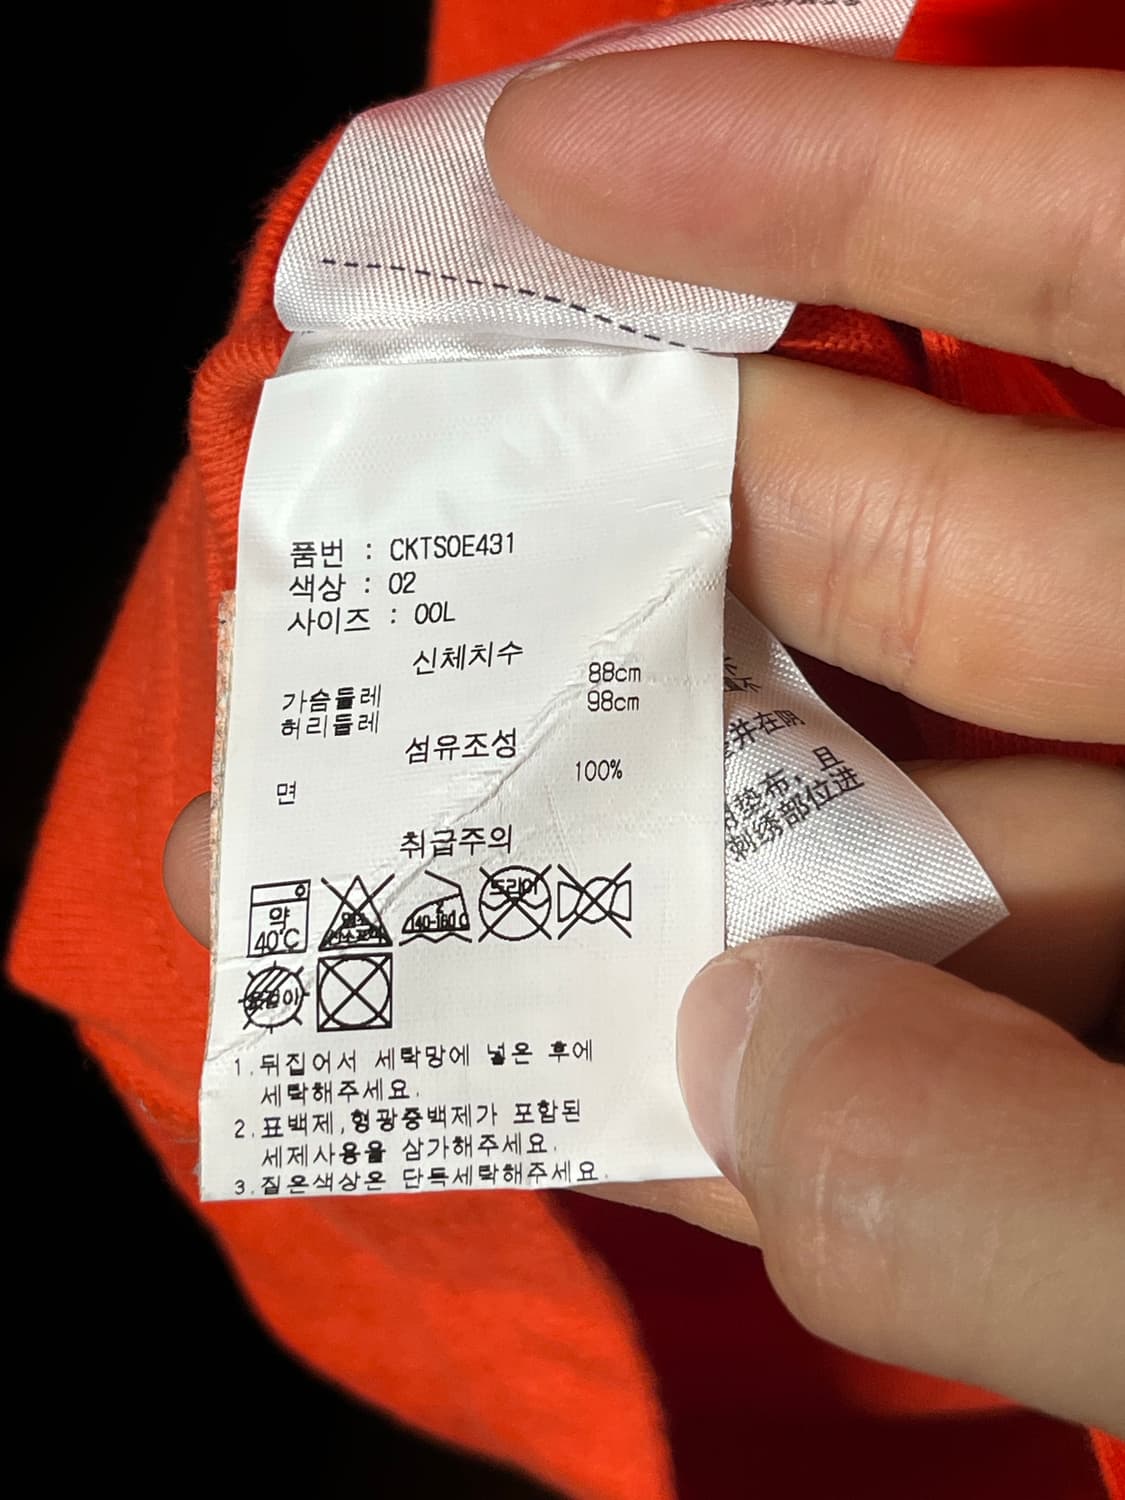 품번 : CKTSOE431
색상 : 02
사이즈 : 00L
신체치수
가슴둘레 88cm
허리둘레 98cm
섬유조성
면 100%
취급주의
약
40℃
140-160℃
드라이
1.뒤집어서 세탁망에 넣은 후에
세탁해주세요.
2.표백제,형광증백제가 포함된
세제사용을 삼가해주세요.
3.짙은색상은 단독세탁해주세요.
并在阴
垫布，且
刺绣部位进